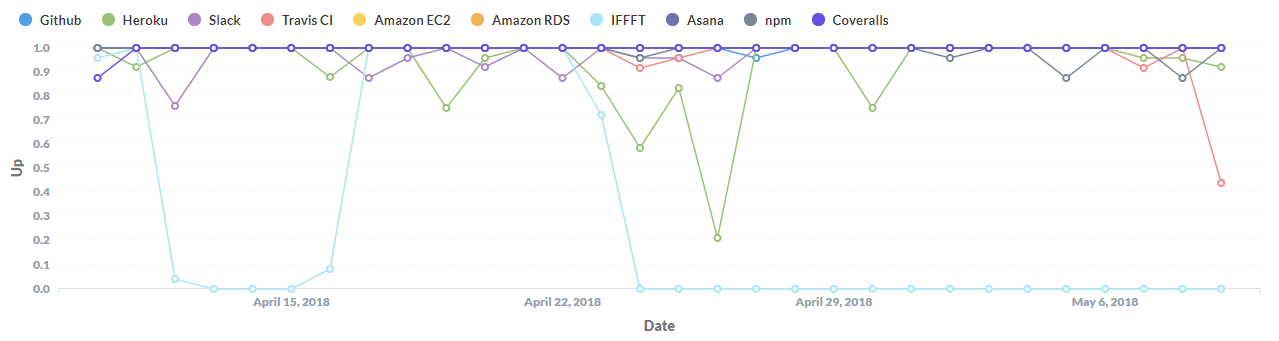 Github Heroku Slack Travis CI Amazon EC2 Amazon RDS IFFFT Asana npm Coveralls
1.0
0.9
0.8
0.7
0.6
0.5
0.4
0.3
0.2
0.1
0.0
Up
April 15, 2018 April 22, 2018 April 29, 2018 May 6, 2018
Date